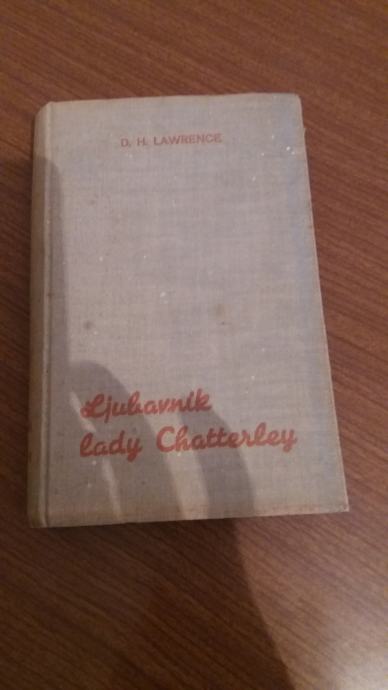 D. H. LAWRENCE
Ljubavnik
lady Chatterley